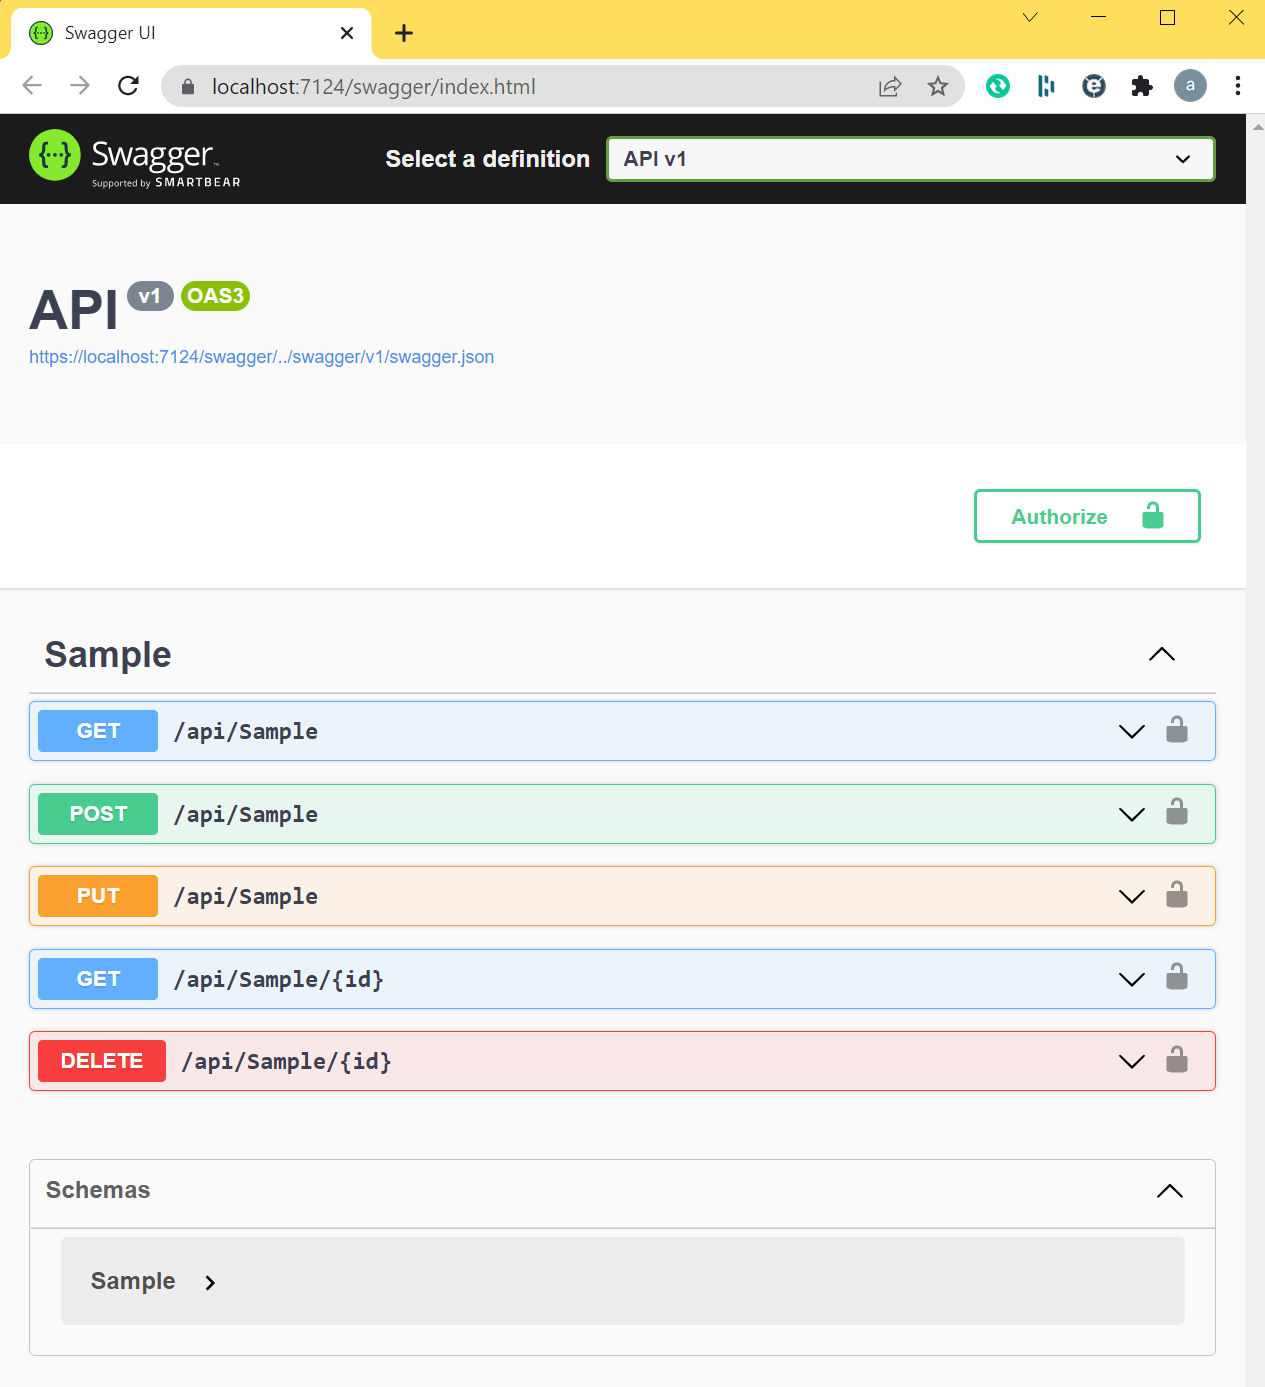 Swagger UI
localhost:7124/swagger/index.html
a
Swagger™
Supported by SMARTBEAR
Select a definition
API v1
API v1 OAS3
https://localhost:7124/swagger/../swagger/v1/swagger.json
Authorize
Sample
GET /api/Sample
POST /api/Sample
PUT /api/Sample
GET /api/Sample/{id}
DELETE /api/Sample/{id}
Schemas
Sample